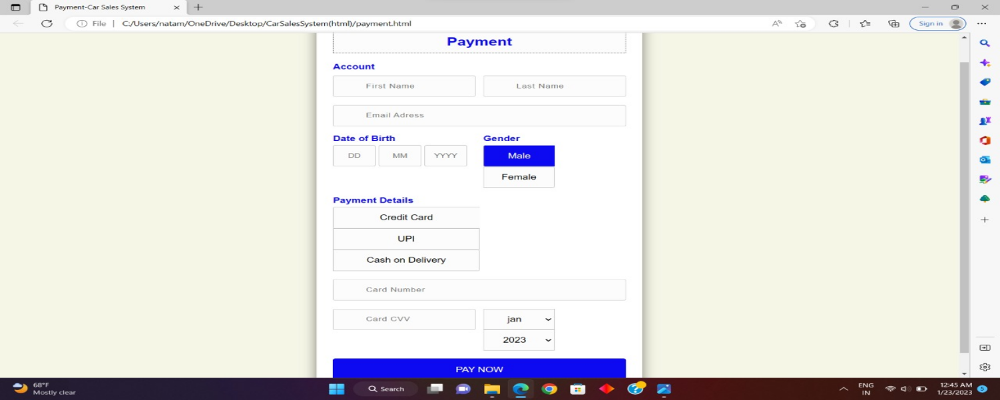 Payment-Car Sales System
File | C:/Users/natam/OneDrive/Desktop/CarSalesSystem(html)/payment.html
Sign in
Payment
Account
First Name Last Name
Email Adress
Date of Birth Gender
DD MM YYYY Male
Female
Payment Details
Credit Card
UPI
Cash on Delivery
Card Number
Card CVV jan
2023
PAY NOW
68°F
Mostly clear
Search
ENG
IN
12:45 AM
1/23/2023
5